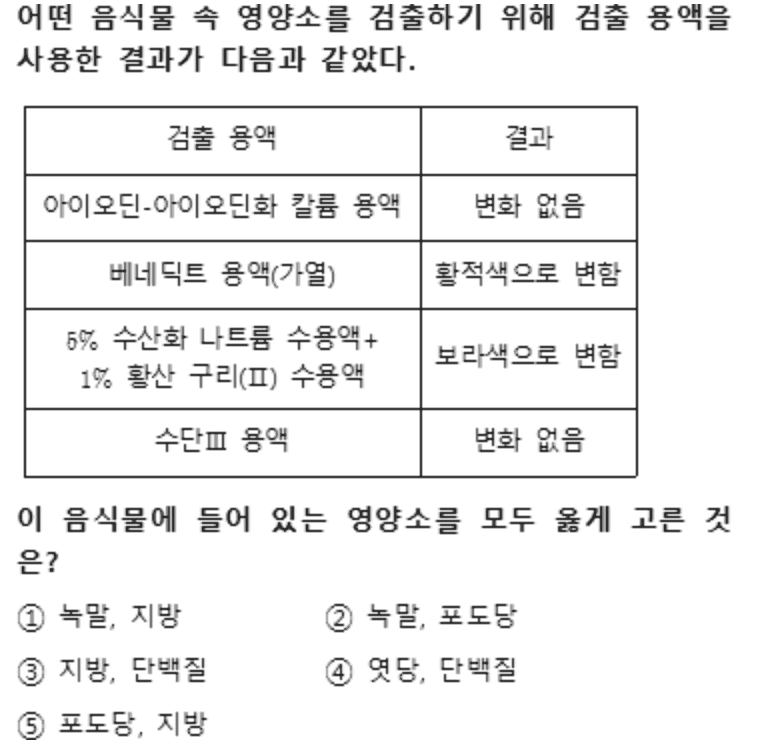 어떤 음식물 속 영양소를 검출하기 위해 검출 용액을
사용한 결과가 다음과 같았다.
검출 용액 결과
아이오딘-아이오딘화 칼륨 용액 변화 없음
베네딕트 용액(가열) 황적색으로 변함
5% 수산화 나트륨 수용액+
1% 황산 구리(Ⅱ) 수용액 보라색으로 변함
수단Ⅲ 용액 변화 없음
이 음식물에 들어 있는 영양소를 모두 옳게 고른 것
은?
① 녹말, 지방 ② 녹말, 포도당
③ 지방, 단백질 ④ 엿당, 단백질
⑤ 포도당, 지방